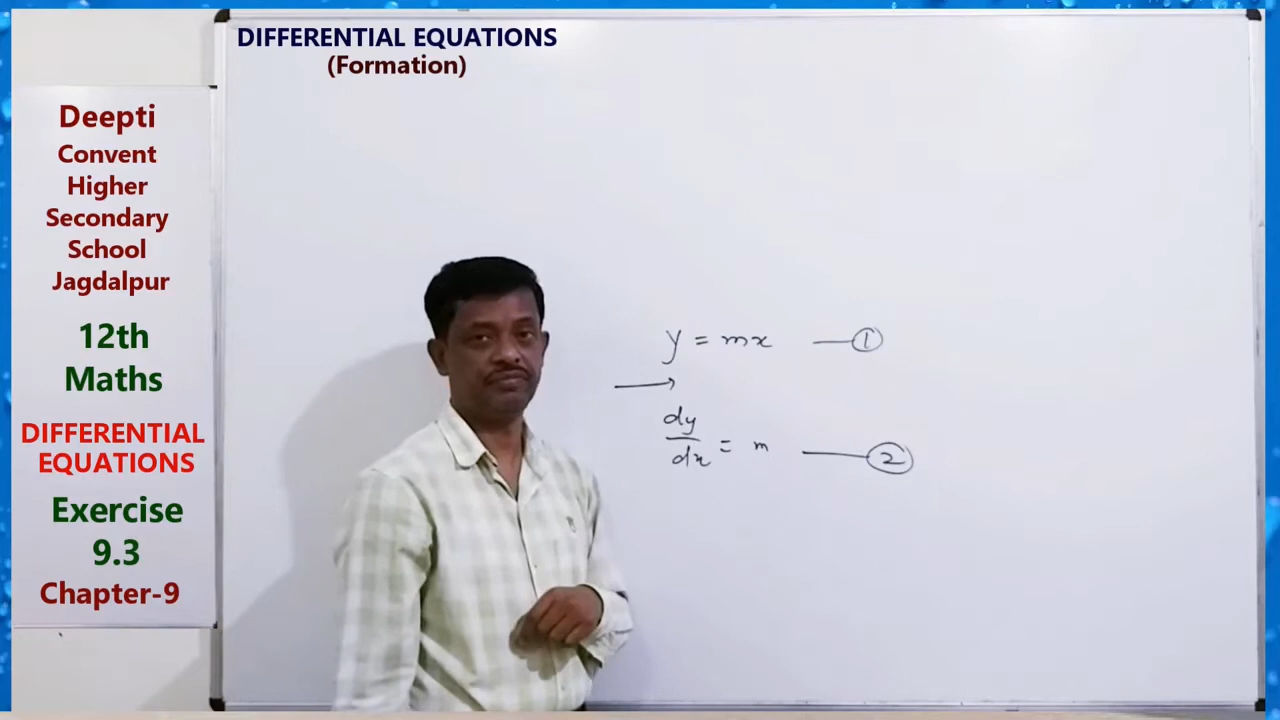 DIFFERENTIAL EQUATIONS
(Formation)
Deepti
Convent
Higher
Secondary
School
Jagdalpur
12th
Maths
DIFFERENTIAL
EQUATIONS
Exercise
9.3
Chapter-9
y = mx — 1
dy/dx = m — 2